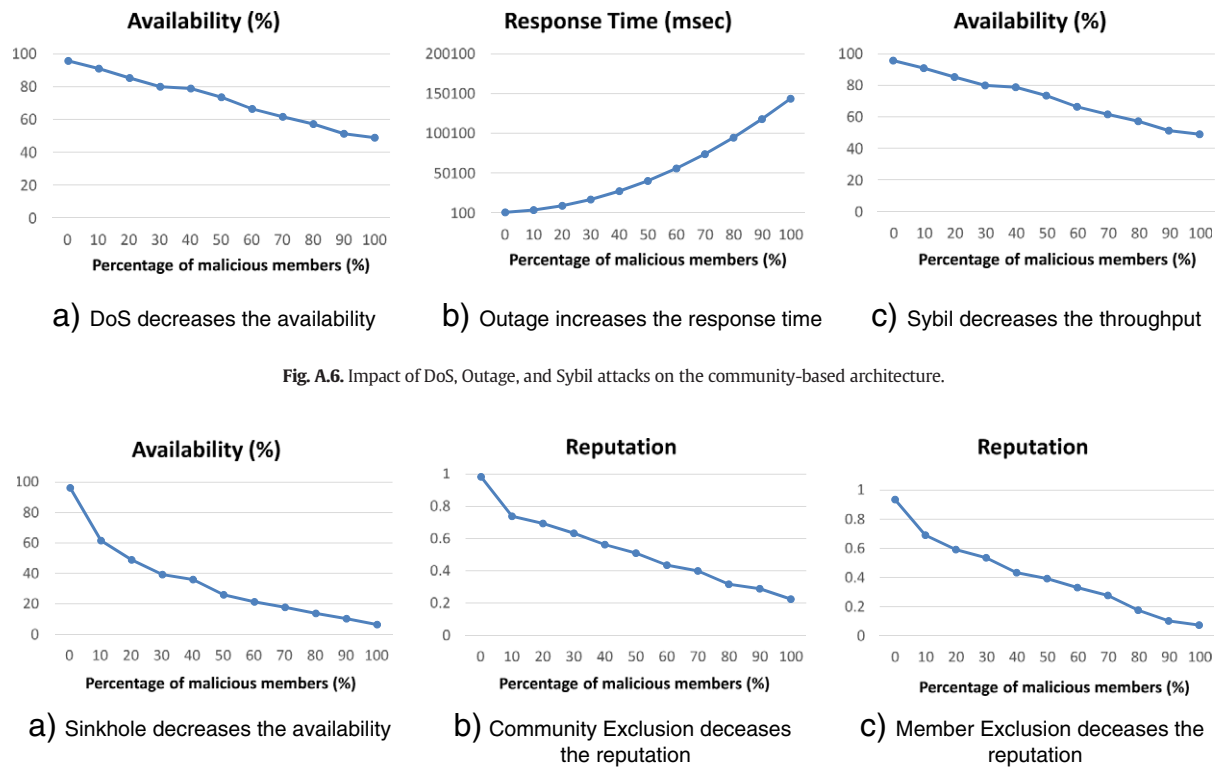 Availability (%)
100
80
60
40
20
0
0 10 20 30 40 50 60 70 80 90 100
Percentage of malicious members (%)
a) DoS decreases the availability
Response Time (msec)
200100
150100
100100
50100
100
0 10 20 30 40 50 60 70 80 90 100
Percentage of malicious members (%)
b) Outage increases the response time
Availability (%)
100
80
60
40
20
0
0 10 20 30 40 50 60 70 80 90 100
Percentage of malicious members (%)
c) Sybil decreases the throughput
Fig. A.6. Impact of DoS, Outage, and Sybil attacks on the community-based architecture.
Availability (%)
100
80
60
40
20
0
0 10 20 30 40 50 60 70 80 90 100
Percentage of malicious members (%)
a) Sinkhole decreases the availability
Reputation
1
0.8
0.6
0.4
0.2
0
0 10 20 30 40 50 60 70 80 90 100
Percentage of malicious members (%)
b) Community Exclusion deceases
the reputation
Reputation
1
0.8
0.6
0.4
0.2
0
0 10 20 30 40 50 60 70 80 90 100
Percentage of malicious members (%)
c) Member Exclusion deceases the
reputation